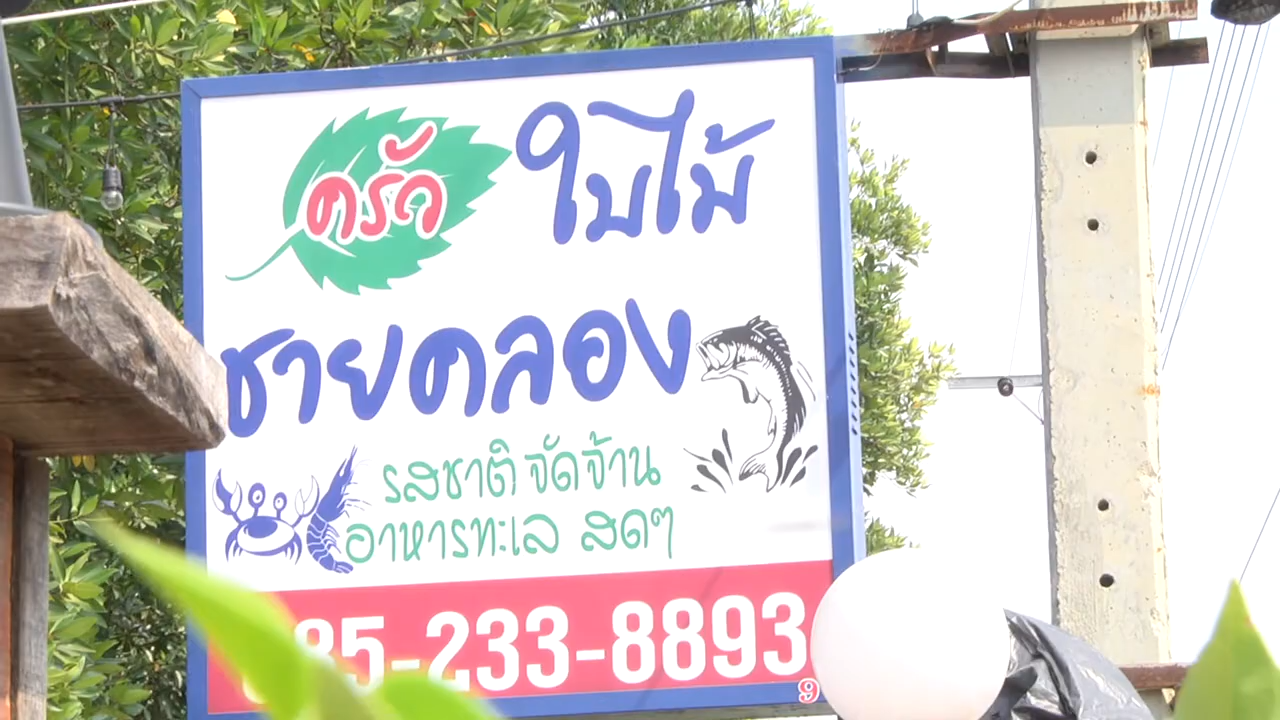 ครัว ใบไม้
ชายคลอง
รสชาติ จัดจ้าน
อาหารทะเล สดๆ
085-233-8893
9